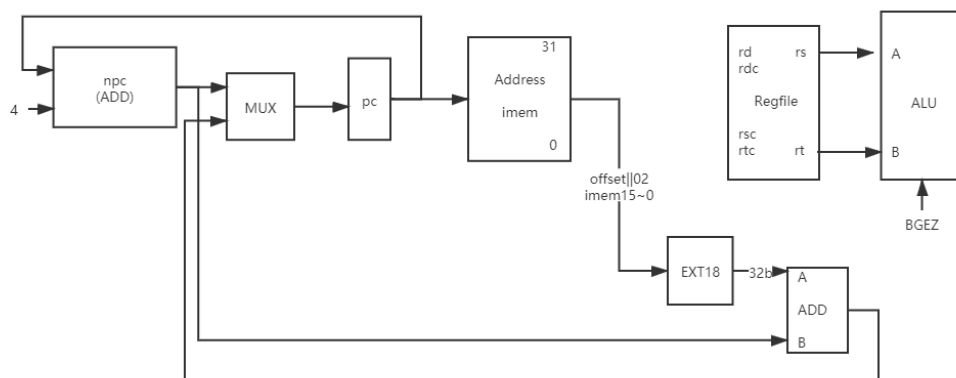 npc
(ADD)
4
MUX
pc
31
Address
imem
0
offset||02
imem15~0
rd rs
rdc
Regfile
rsc
rtc rt
A
ALU
B
BGEZ
EXT18
32b
A
ADD
B